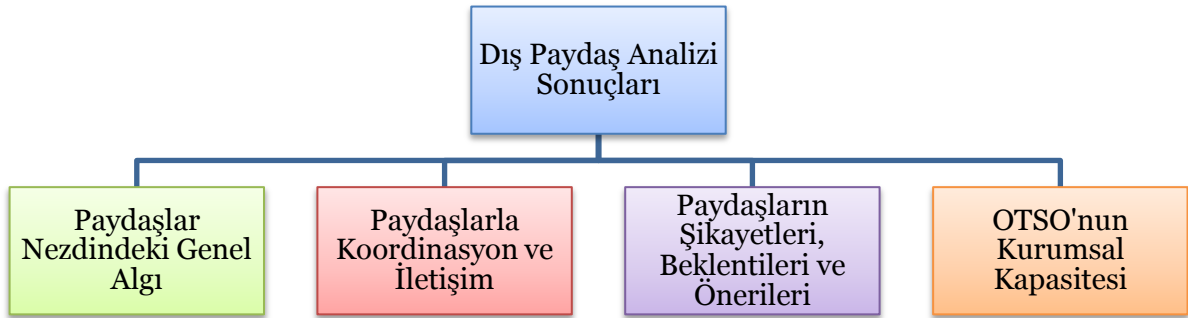 Dış Paydaş Analizi
Sonuçları
Paydaşlar
Nezdindeki Genel
Algı
Paydaşlarla
Koordinasyon ve
İletişim
Paydaşların
Şikayetleri,
Beklentileri ve
Önerileri
OTSO'nun
Kurumsal
Kapasitesi